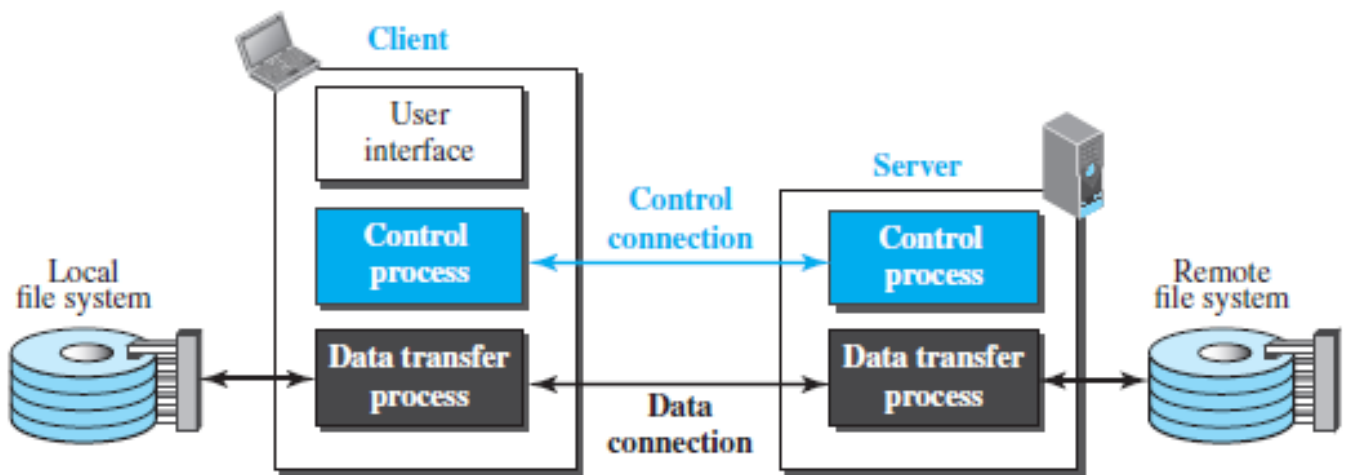 Client
User
interface
Server
Control
connection
Control
process
Control
process
Local
file system
Remote
file system
Data transfer
process
Data transfer
process
Data
connection